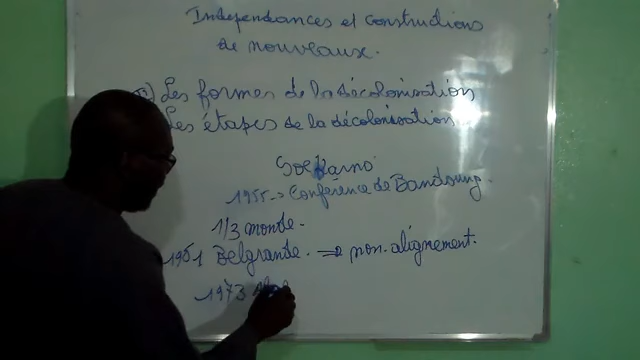 Independances et constructions
de nouveaux.
Les formes de la décolonisation
Les étapes de la décolonisation
Soekarno
1955 -> Conférence de Bandoung.
1/3 monde.
1951 Belgrande. => non-alignement.
1973